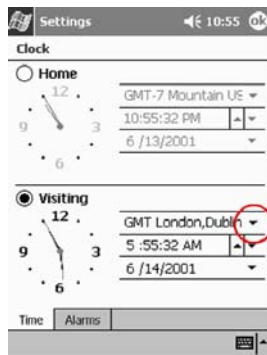 Settings 10:55 ok
Clock
Home
12
3
6
9
GMT-7 Mountain US
10:55:32 PM
6 /13/2001
Visiting
12
3
6
9
GMT London,Dublin
5 :55:32 AM
6 /14/2001
Time Alarms